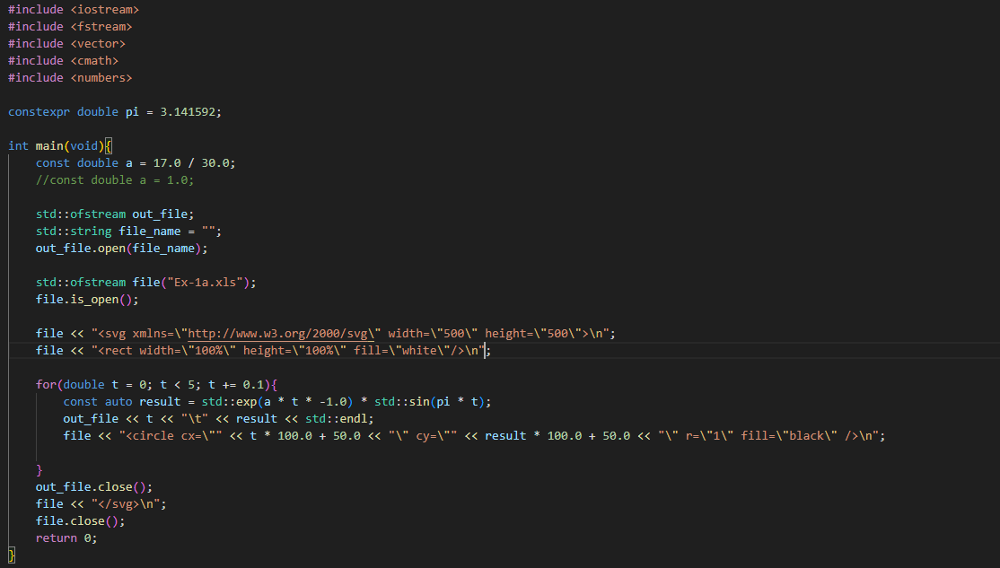 #include <iostream>
#include <fstream>
#include <vector>
#include <cmath>
#include <numbers>

constexpr double pi = 3.141592;

int main(void){
    const double a = 17.0 / 30.0;
    //const double a = 1.0;

    std::ofstream out_file;
    std::string file_name = "";
    out_file.open(file_name);

    std::ofstream file("Ex-1a.xls");
    file.is_open();

    file << "<svg xmlns=\"http://www.w3.org/2000/svg\" width=\"500\" height=\"500\">\n";
    file << "<rect width=\"100%\" height=\"100%\" fill=\"white\"/>\n";

    for(double t = 0; t < 5; t += 0.1){
        const auto result = std::exp(a * t * -1.0) * std::sin(pi * t);
        out_file << t << "\t" << result << std::endl;
        file << "<circle cx=\"" << t * 100.0 + 50.0 << "\" cy=\"" << result * 100.0 + 50.0 << "\" r=\"1\" fill=\"black\" />\n";

    }
    out_file.close();
    file << "</svg>\n";
    file.close();
    return 0;
}